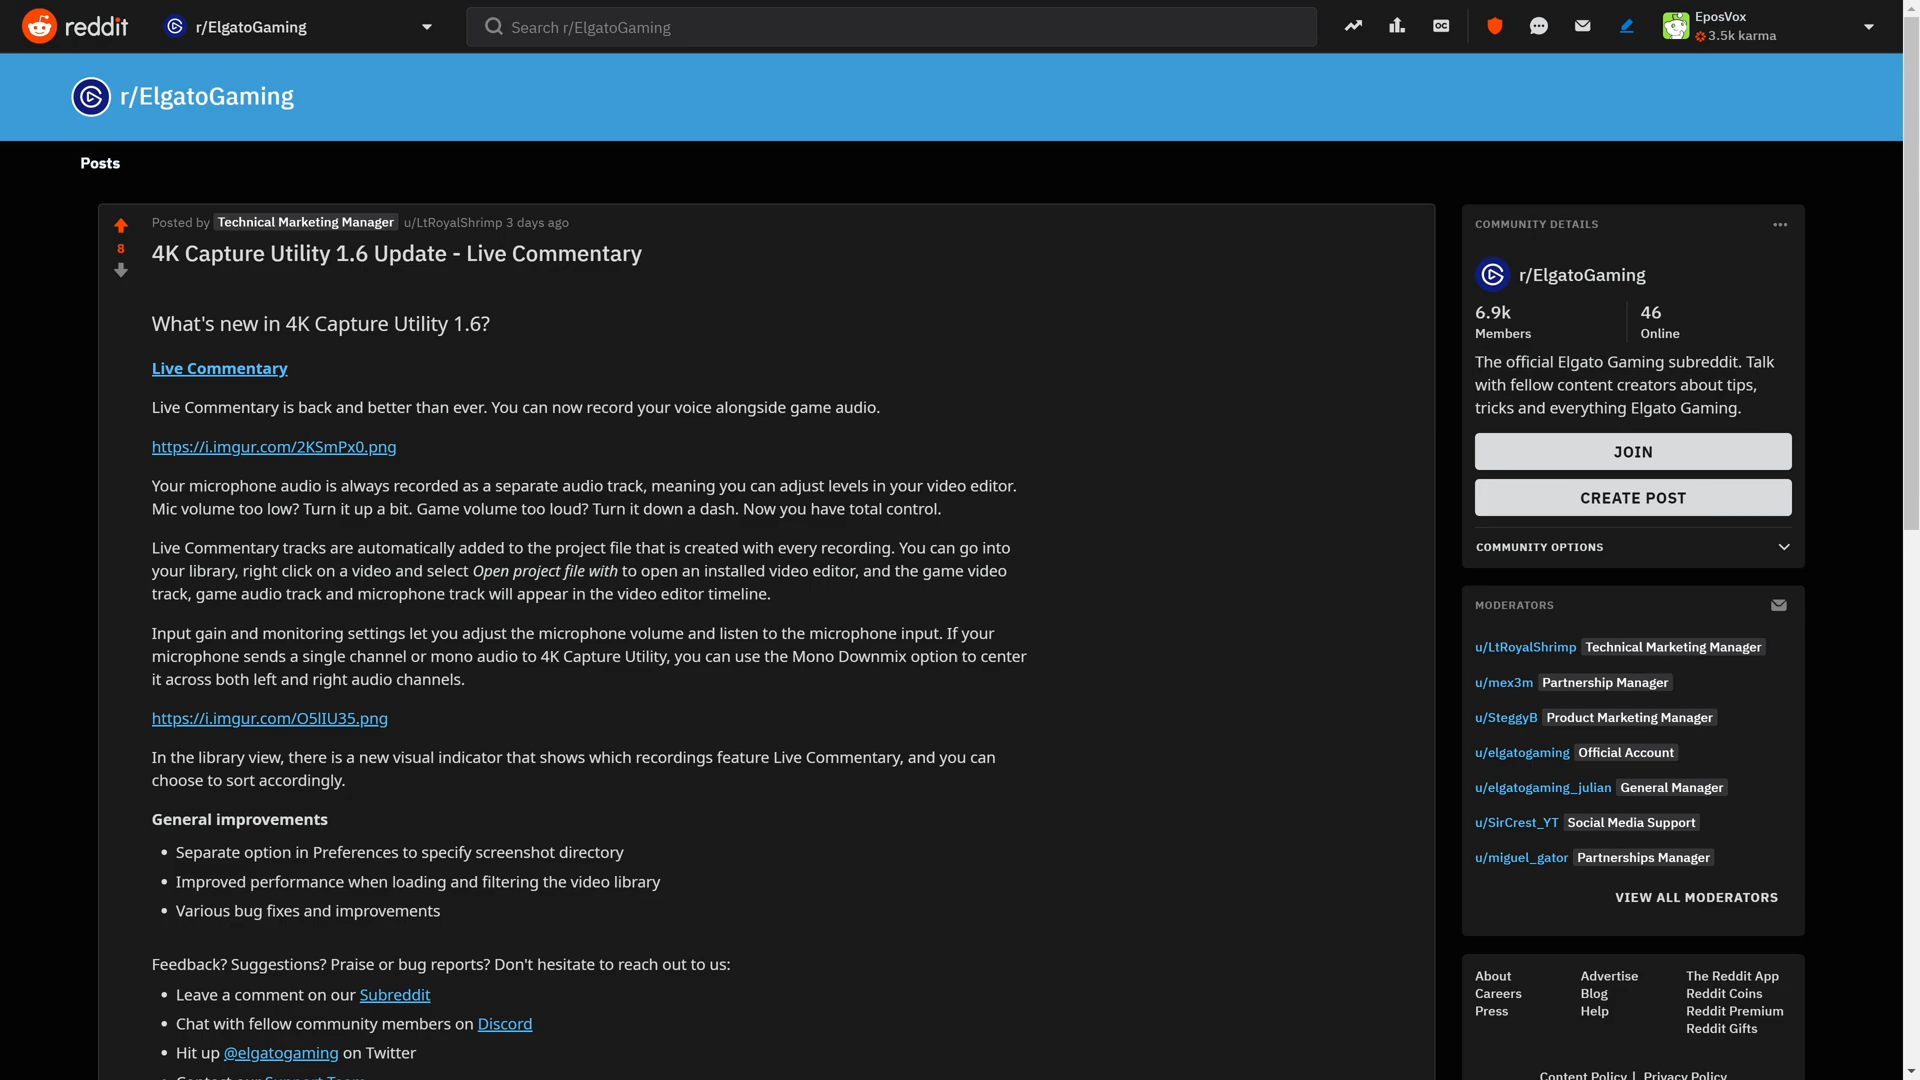 reddit
r/ElgatoGaming
Search r/ElgatoGaming
OC
EposVox
3.5k karma
r/ElgatoGaming
Posts
Posted by Technical Marketing Manager u/LtRoyalShrimp 3 days ago
8
4K Capture Utility 1.6 Update - Live Commentary
What's new in 4K Capture Utility 1.6?
Live Commentary
Live Commentary is back and better than ever. You can now record your voice alongside game audio.
https://i.imgur.com/2KSmPx0.png
Your microphone audio is always recorded as a separate audio track, meaning you can adjust levels in your video editor.
Mic volume too low? Turn it up a bit. Game volume too loud? Turn it down a dash. Now you have total control.
Live Commentary tracks are automatically added to the project file that is created with every recording. You can go into
your library, right click on a video and select Open project file with to open an installed video editor, and the game video
track, game audio track and microphone track will appear in the video editor timeline.
Input gain and monitoring settings let you adjust the microphone volume and listen to the microphone input. If your
microphone sends a single channel or mono audio to 4K Capture Utility, you can use the Mono Downmix option to center
it across both left and right audio channels.
https://i.imgur.com/O5lIU35.png
In the library view, there is a new visual indicator that shows which recordings feature Live Commentary, and you can
choose to sort accordingly.
General improvements
• Separate option in Preferences to specify screenshot directory
• Improved performance when loading and filtering the video library
• Various bug fixes and improvements
Feedback? Suggestions? Praise or bug reports? Don't hesitate to reach out to us:
• Leave a comment on our Subreddit
• Chat with fellow community members on Discord
• Hit up @elgatogaming on Twitter
• Contact our Support Team
COMMUNITY DETAILS
r/ElgatoGaming
6.9k
Members
46
Online
The official Elgato Gaming subreddit. Talk
with fellow content creators about tips,
tricks and everything Elgato Gaming.
JOIN
CREATE POST
COMMUNITY OPTIONS
MODERATORS
u/LtRoyalShrimp Technical Marketing Manager
u/mex3m Partnership Manager
u/SteggyB Product Marketing Manager
u/elgatogaming Official Account
u/elgatogaming_julian General Manager
u/SirCrest_YT Social Media Support
u/miguel_gator Partnerships Manager
VIEW ALL MODERATORS
About
Careers
Press
Advertise
Blog
Help
The Reddit App
Reddit Coins
Reddit Premium
Reddit Gifts
Content Policy | Privacy Policy